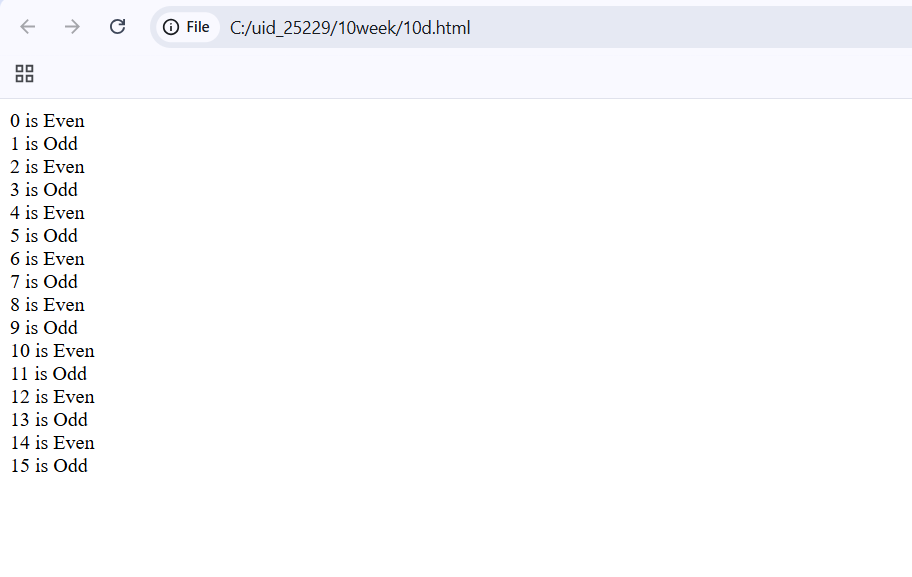 File C:/uid_25229/10week/10d.html
0 is Even
1 is Odd
2 is Even
3 is Odd
4 is Even
5 is Odd
6 is Even
7 is Odd
8 is Even
9 is Odd
10 is Even
11 is Odd
12 is Even
13 is Odd
14 is Even
15 is Odd